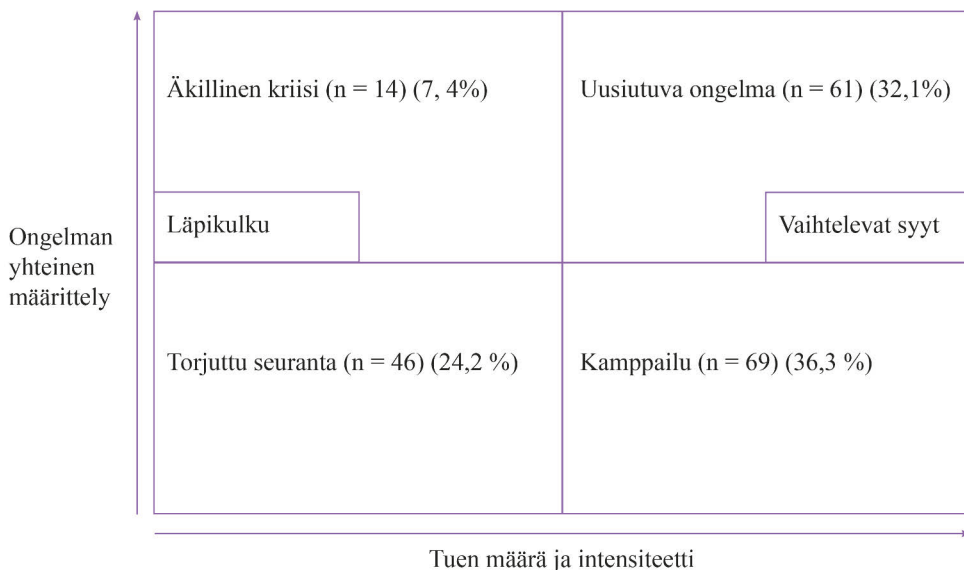 Äkillinen kriisi (n = 14) (7, 4%)
Uusiutuva ongelma (n = 61) (32,1%)
Läpikulku
Vaihtelevat syyt
Ongelman
yhteinen
määrittely
Torjuttu seuranta (n = 46) (24,2 %)
Kamppailu (n = 69) (36,3 %)
Tuen määrä ja intensiteetti